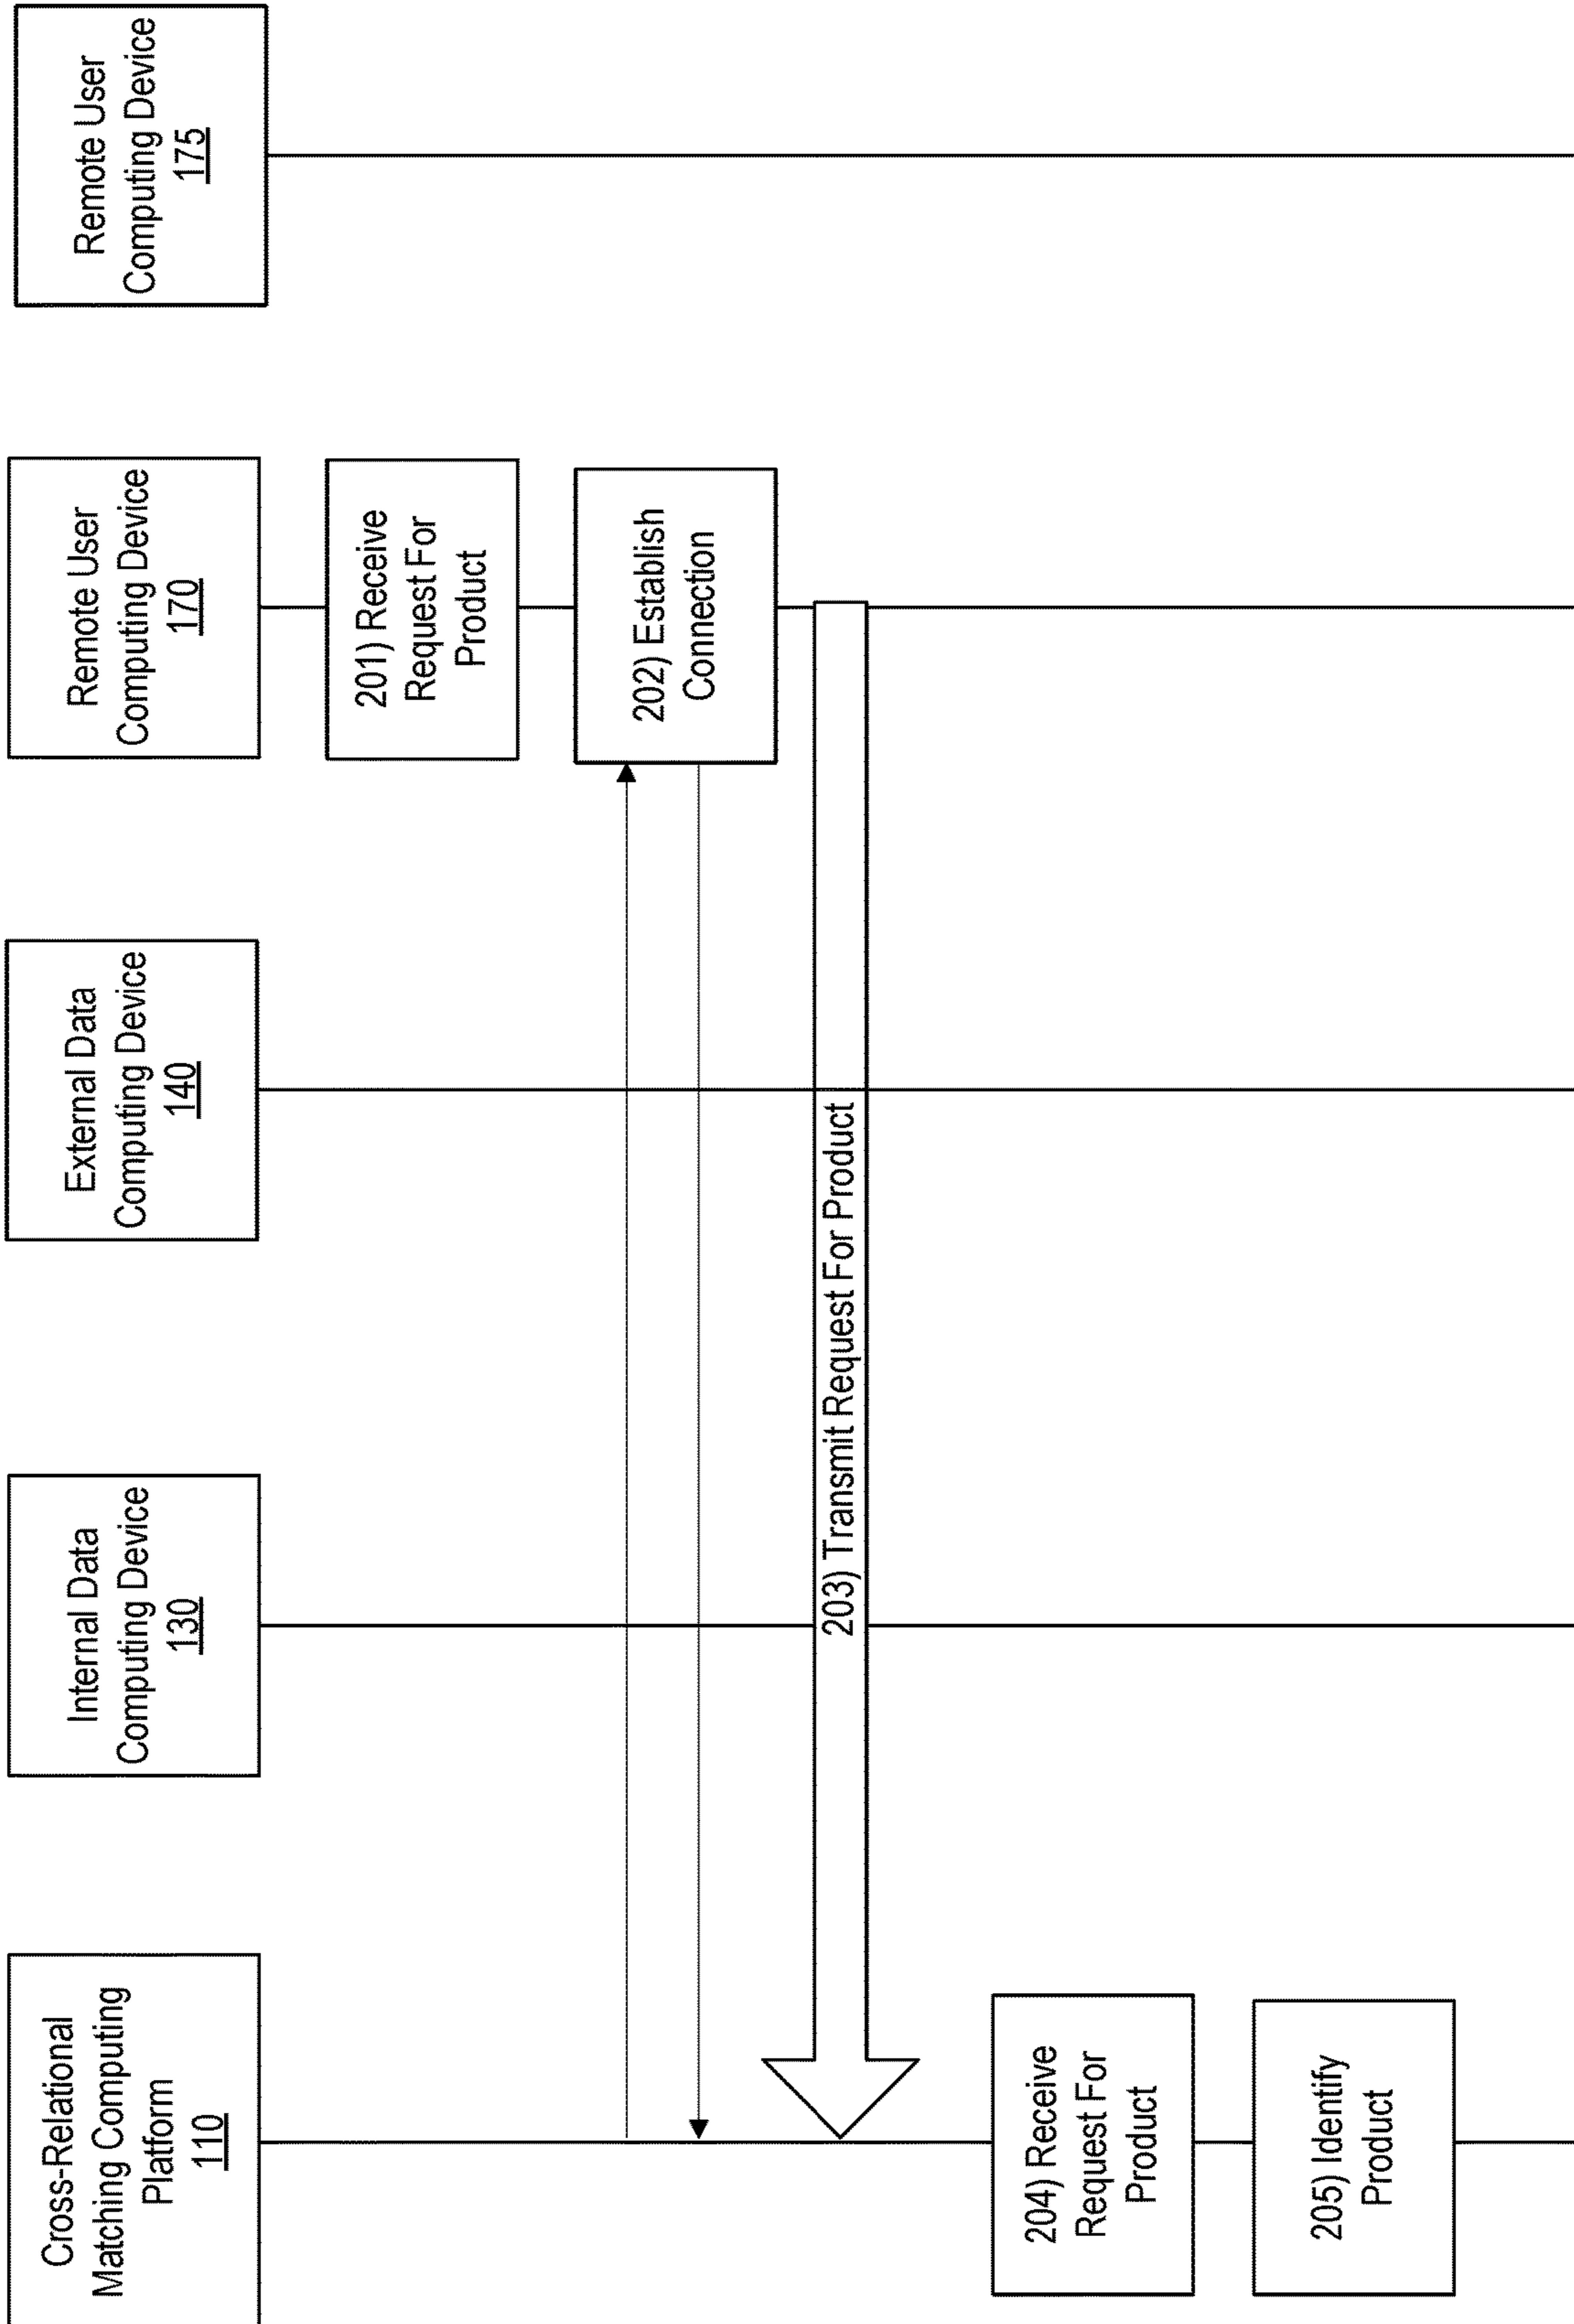 Cross-Relational
Matching Computing
Platform
110
Internal Data
Computing Device
130
External Data
Computing Device
140
Remote User
Computing Device
170
Remote User
Computing Device
175
201) Receive
Request For
Product
202) Establish
Connection
203) Transmit Request For Product
204) Receive
Request For
Product
205) Identify
Product